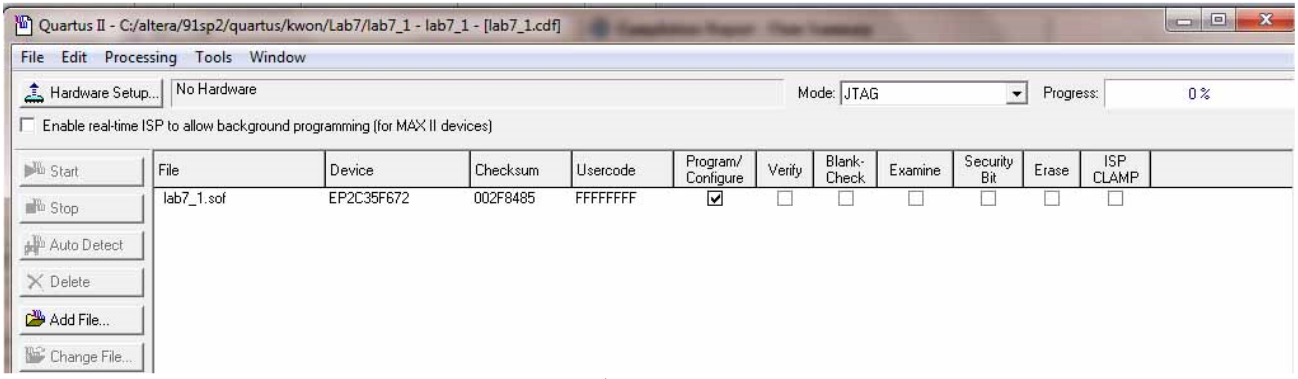 Quartus II - C:/altera/91sp2/quartus/kwon/Lab7/lab7_1 - lab7_1 - [lab7_1.cdf]
File Edit Processing Tools Window
Hardware Setup... No Hardware Mode: JTAG Progress: 0 %
Enable real-time ISP to allow background programming (for MAX II devices)
Start
Stop
Auto Detect
Delete
Add File...
Change File...
File Device Checksum Usercode Program/ Configure Verify Blank- Check Examine Security Bit Erase ISP CLAMP
lab7_1.sof EP2C35F672 002F8485 FFFFFFFF